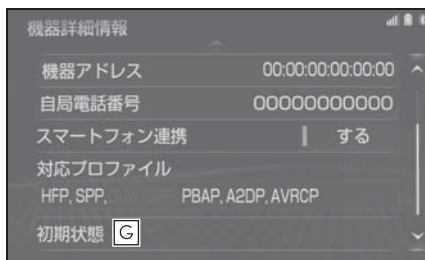 機器詳細情報
機器アドレス 00:00:00:00:00:00
自局電話番号 00000000000
スマートフォン連携 する
対応プロファイル
HFP, SPP, PBAP, A2DP, AVRCP
初期状態 G